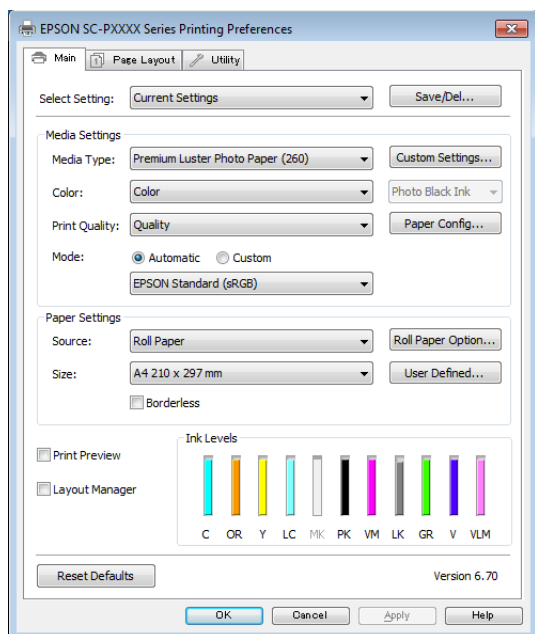 EPSON SC-PXXXX Series Printing Preferences
Main Page Layout Utility
Select Setting: Current Settings Save/Del...
Media Settings
Media Type: Premium Luster Photo Paper (260) Custom Settings...
Color: Color Photo Black Ink
Print Quality: Quality Paper Config...
Mode: Automatic Custom
EPSON Standard (sRGB)
Paper Settings
Source: Roll Paper Roll Paper Option...
Size: A4 210 x 297 mm User Defined...
Borderless
Ink Levels
Print Preview
Layout Manager
C OR Y LC MK PK VM LK GR V VLM
Reset Defaults Version 6.70
OK Cancel Apply Help